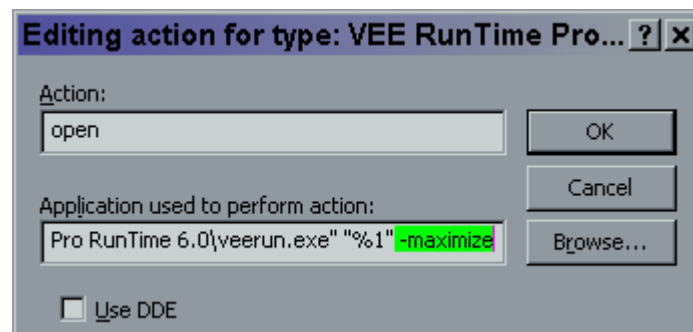 Editing action for type: VEE RunTime Pro... ? ×
Action:
open
OK
Cancel
Application used to perform action:
Pro RunTime 6.0\veerun.exe" "%1" -maximize
Browse...
Use DDE